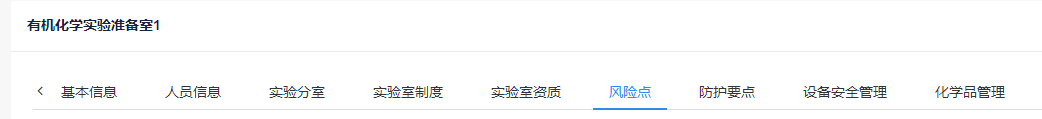 有机化学实验准备室1
基本信息 人员信息 实验分室 实验室制度 实验室资质 风险点 防护要点 设备安全管理 化学品管理